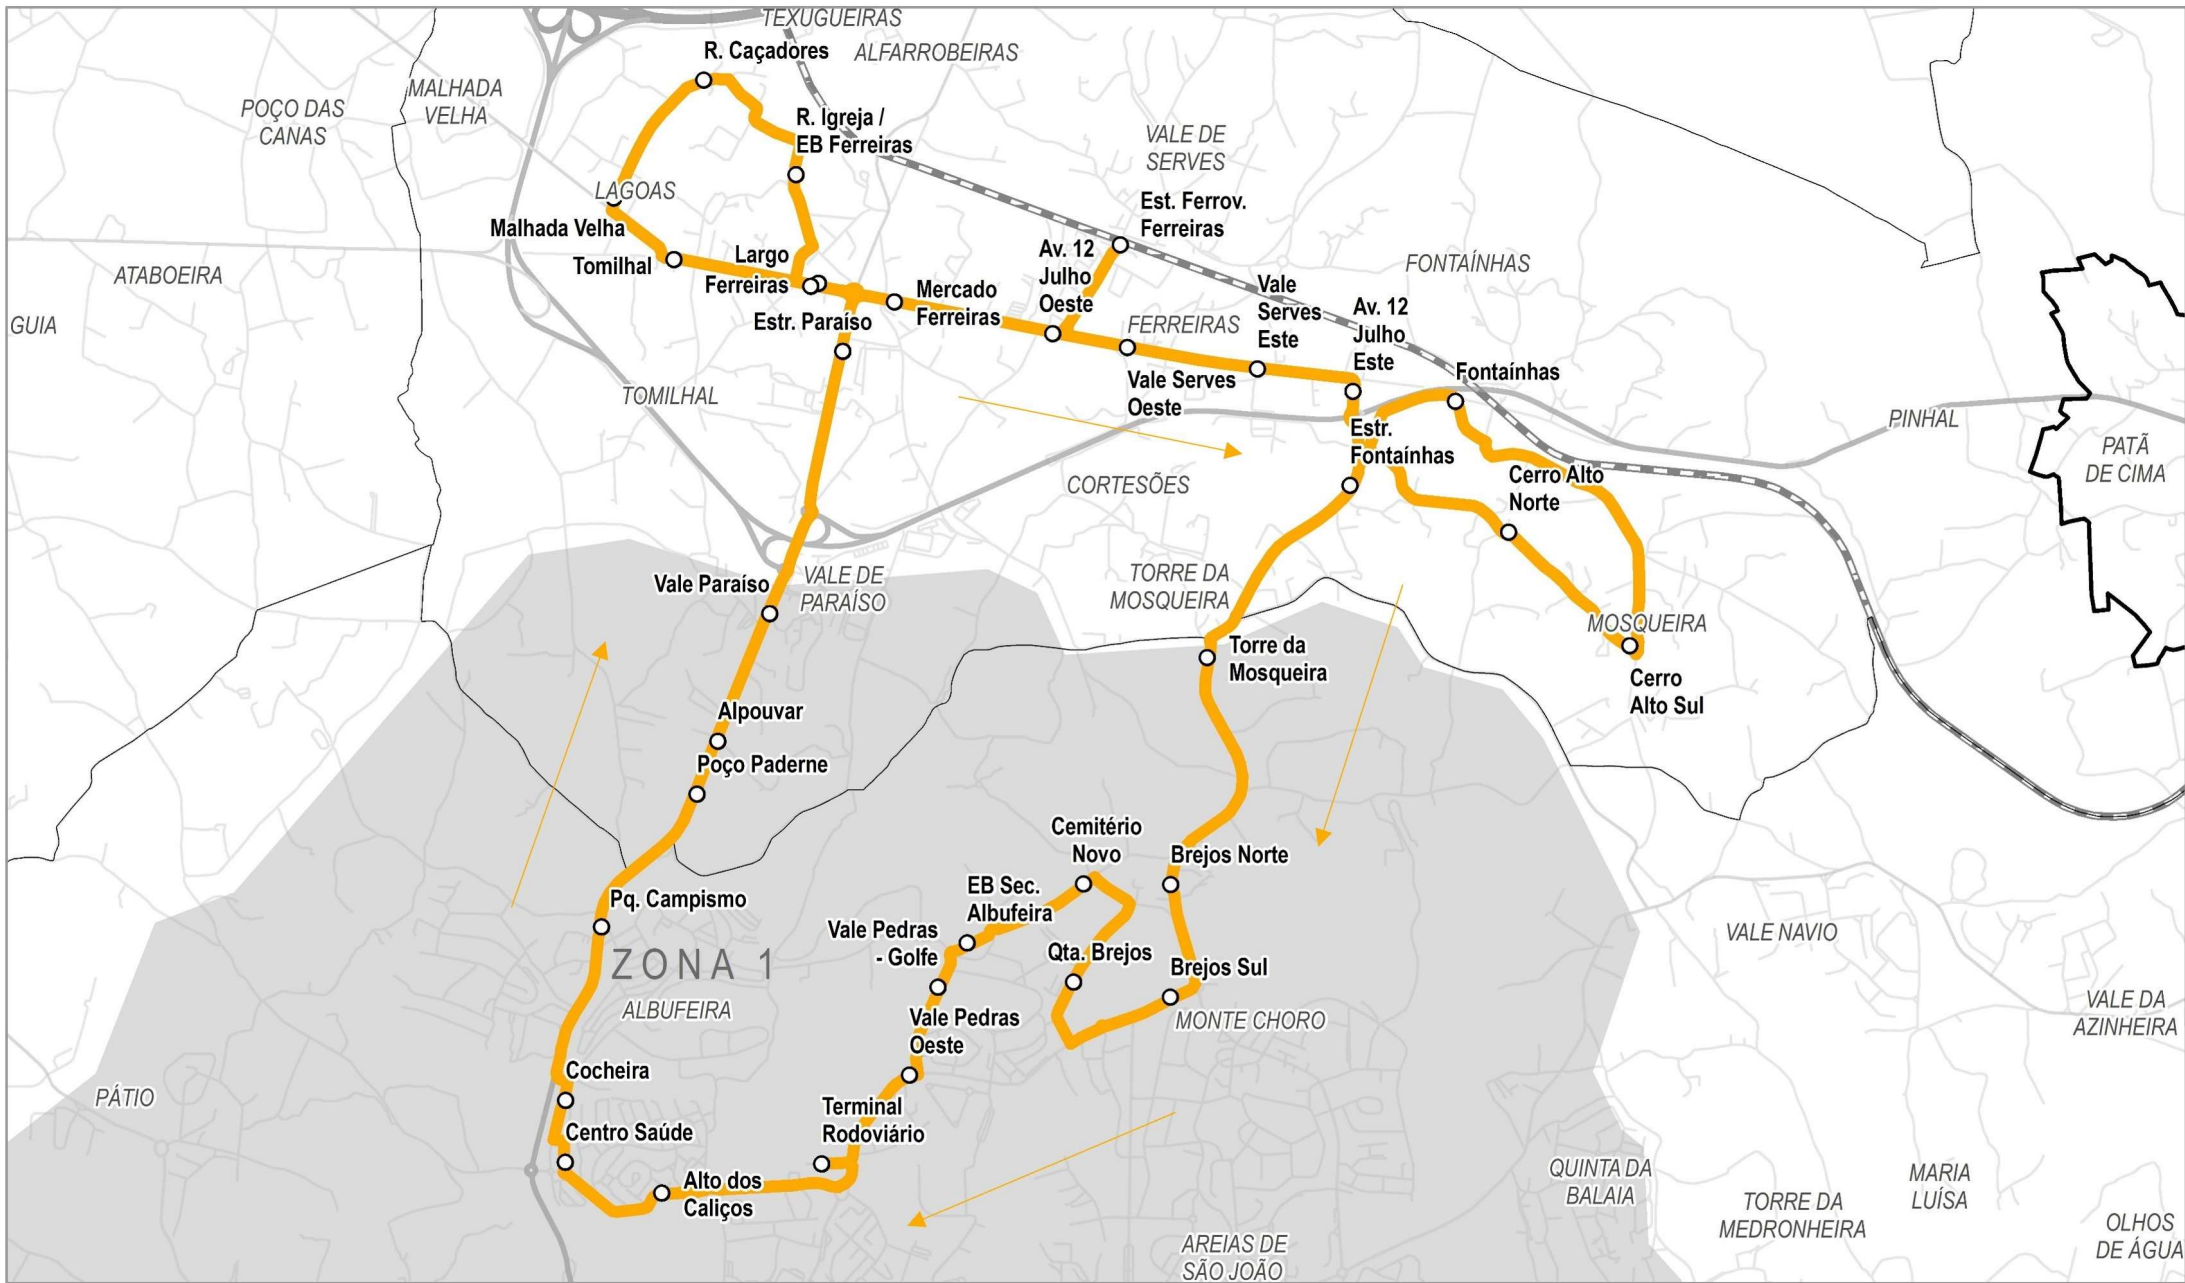 TEXUGUEIRAS
R. Caçadores
ALFARROBEIRAS
MALHADA
VELHA
POÇO DAS
CANAS
R. Igreja /
EB Ferreiras
VALE DE
SERVES
LAGOAS
Est. Ferrov.
Ferreiras
Malhada Velha
Tomilhal
Largo
Ferreiras
Av. 12
Julho
Oeste
ATABOEIRA
FONTAÍNHAS
Vale
Serves
Este
Mercado
Ferreiras
Av. 12
Julho
Este
GUIA
Estr. Paraíso
FERREIRAS
Fontaínhas
TOMILHAL
Vale Serves
Oeste
PINHAL
Estr.
Fontaínhas
PATÃ
DE CIMA
CORTESÕES
Cerro Alto
Norte
Vale Paraíso
VALE DE
PARAÍSO
TORRE DA
MOSQUEIRA
MOSQUEIRA
Torre da
Mosqueira
Cerro
Alto Sul
Alpouvar
Poço Paderne
Cemitério
Novo
Brejos Norte
EB Sec.
Albufeira
Pq. Campismo
Vale Pedras
- Golfe
VALE NAVIO
ZONA 1
Qta. Brejos
Brejos Sul
ALBUFEIRA
Vale Pedras
Oeste
MONTE CHORO
VALE DA
AZINHEIRA
Cocheira
PÁTIO
Terminal
Rodoviário
Centro Saúde
Alto dos
Caliços
QUINTA DA
BALAIA
MARIA
LUÍSA
TORRE DA
MEDRONHEIRA
OLHOS
DE ÁGUA
AREIAS DE
SÃO JOÃO